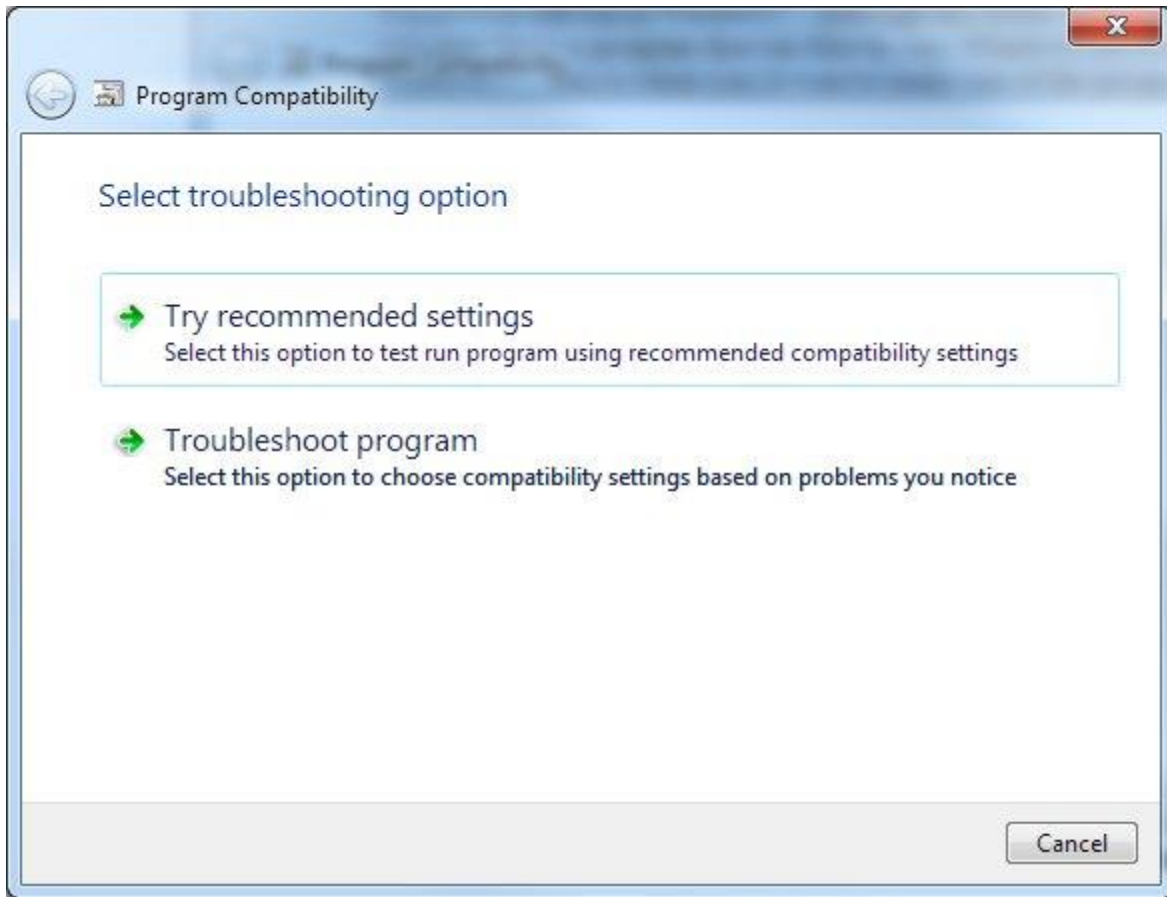 Program Compatibility
Select troubleshooting option
Try recommended settings
Select this option to test run program using recommended compatibility settings
Troubleshoot program
Select this option to choose compatibility settings based on problems you notice
Cancel